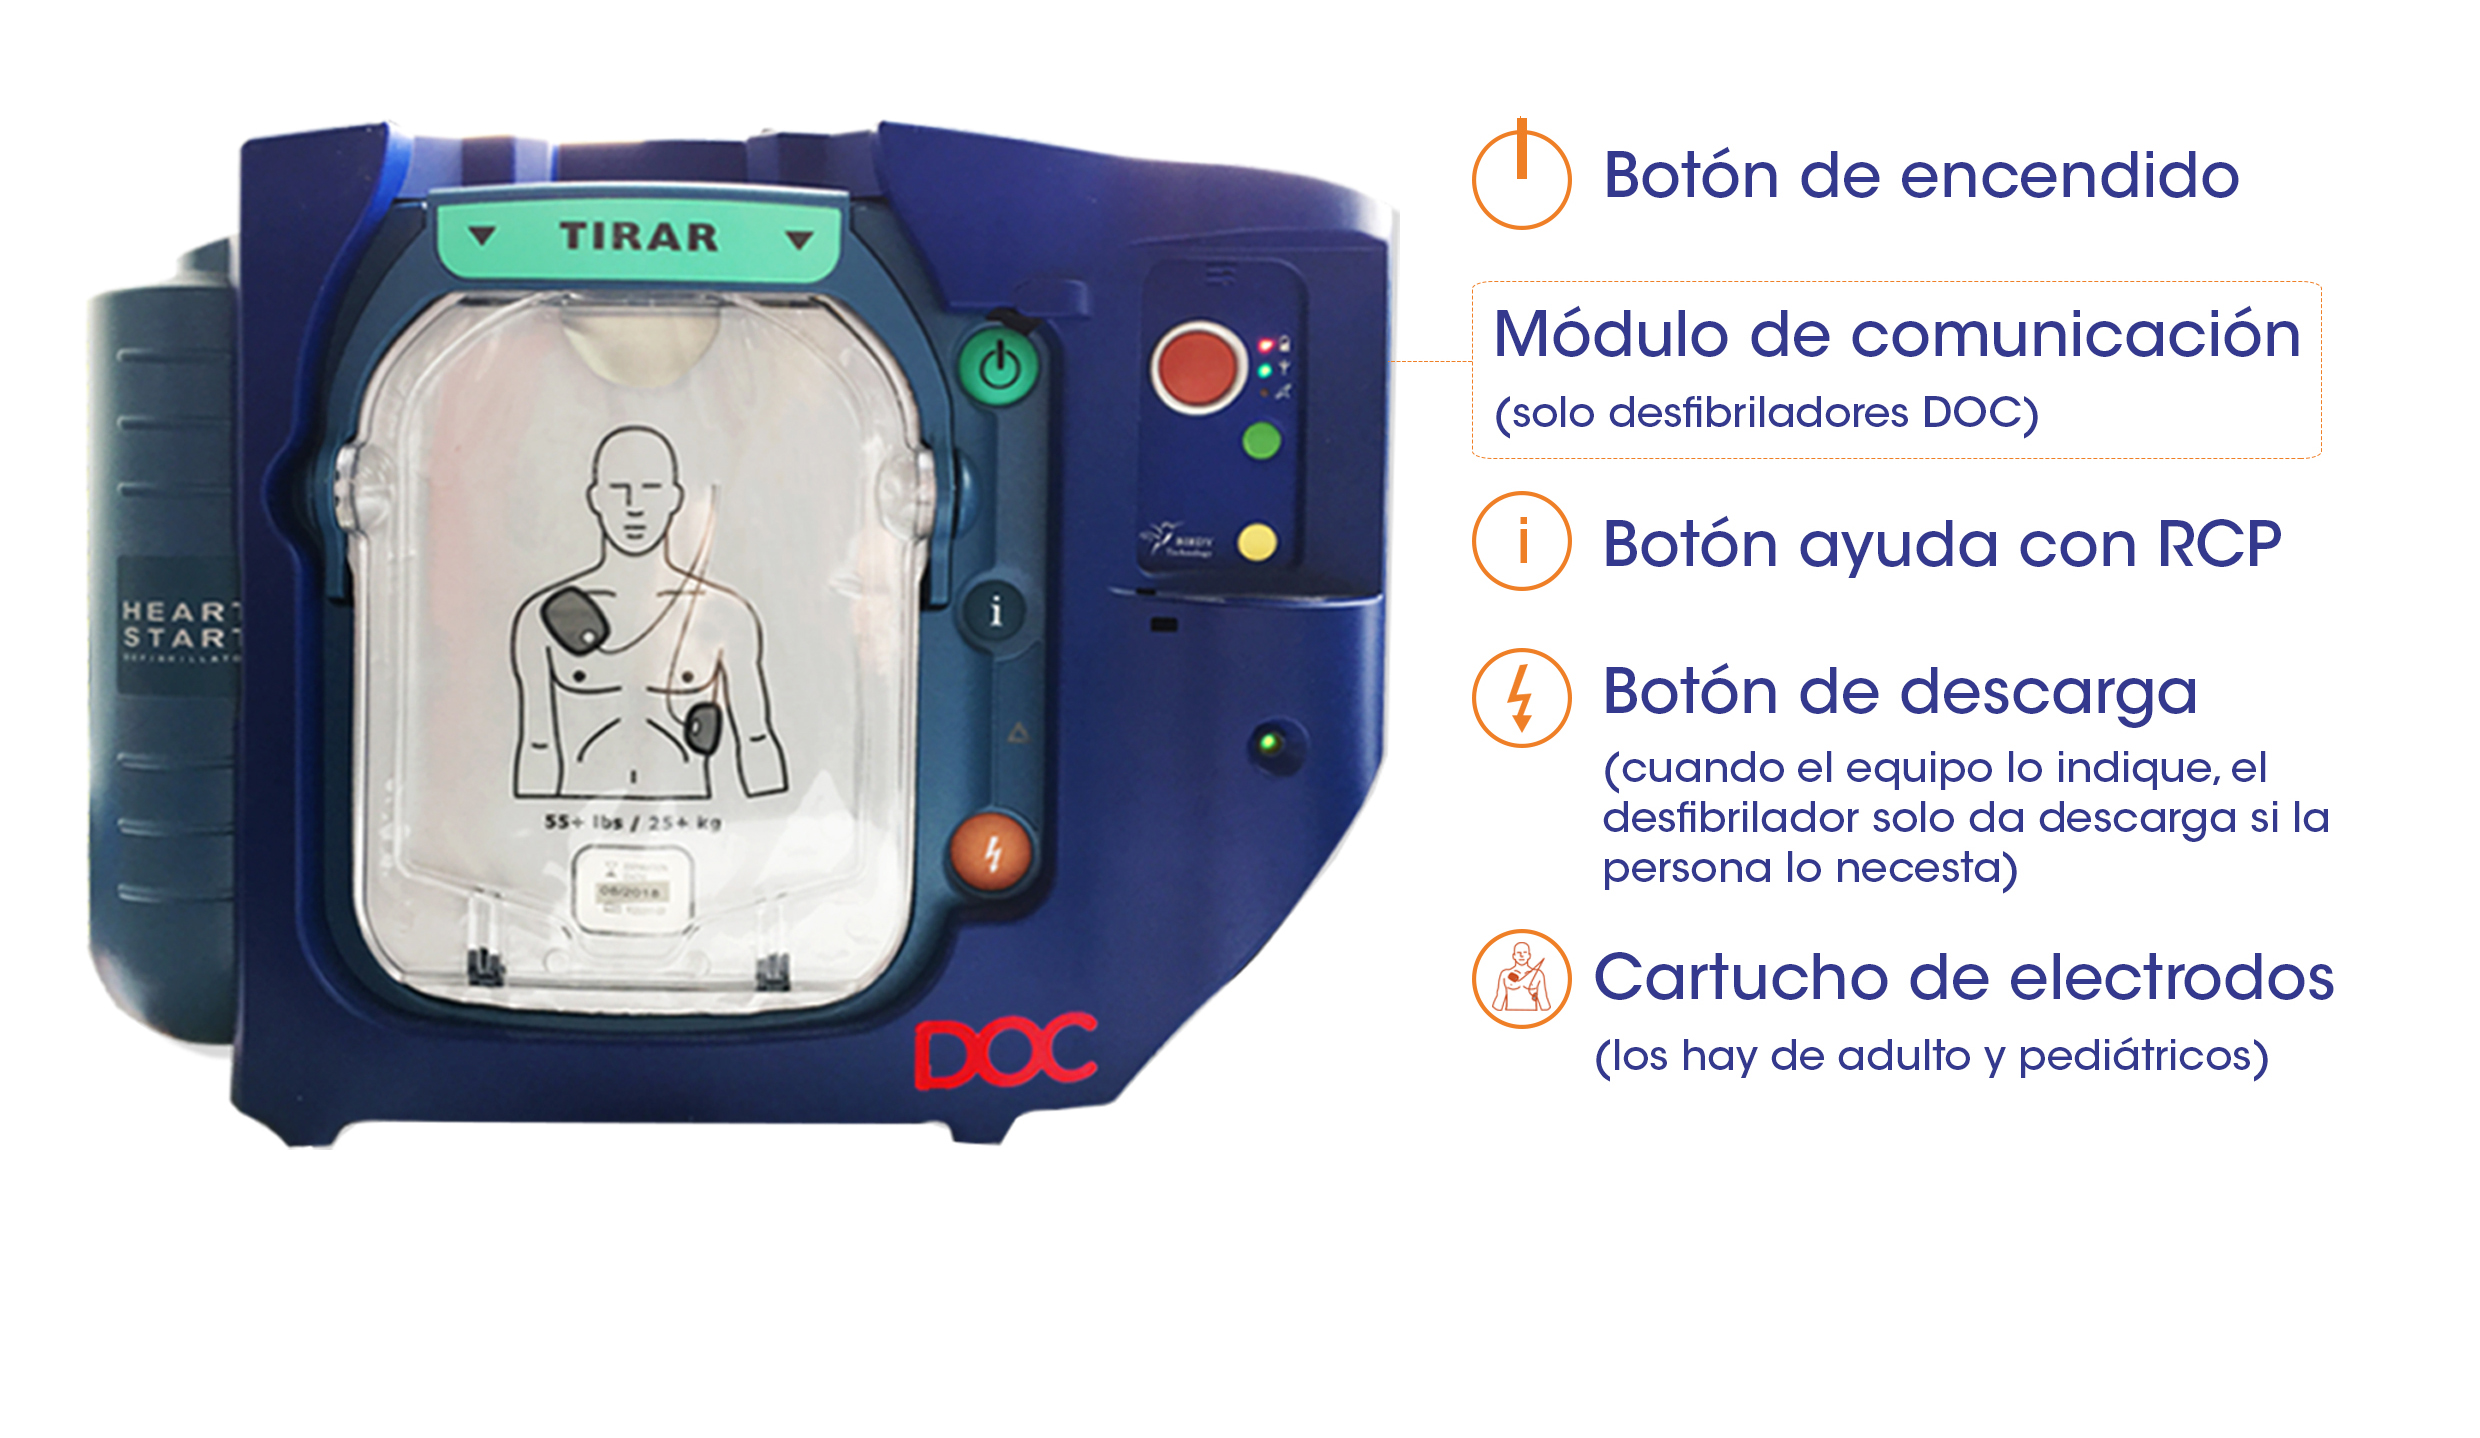 TIRAR
HEART
START
i
55+ lbs / 25+ kg
08/2018
BIRDY
Technology
DOC
Botón de encendido
Módulo de comunicación
(solo desfibriladores DOC)
i
Botón ayuda con RCP
Botón de descarga
(cuando el equipo lo indique, el
desfibrilador solo da descarga si la
persona lo necesta)
Cartucho de electrodos
(los hay de adulto y pediátricos)